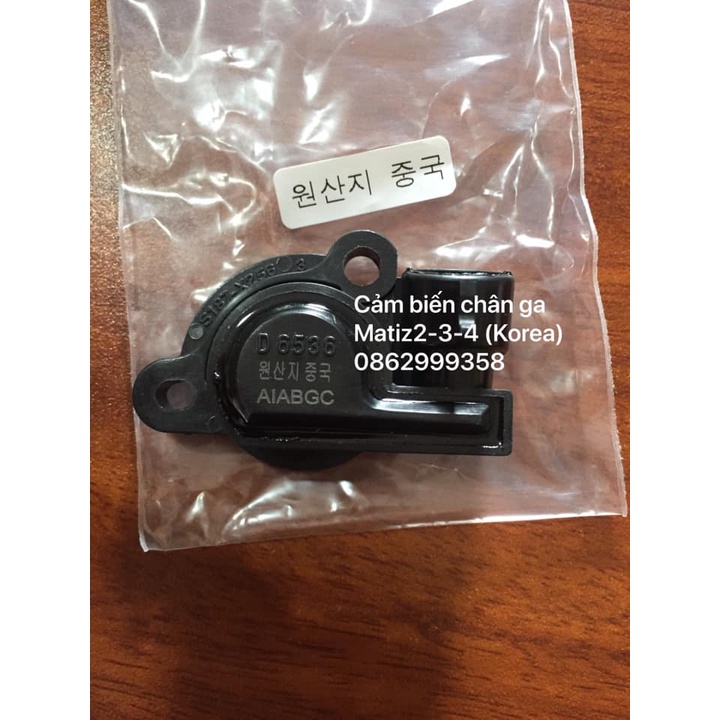 원산지 중국
Cảm biến chân ga
Matiz2-3-4 (Korea)
0862999358
D 6536
원산지 중국
AIABGC